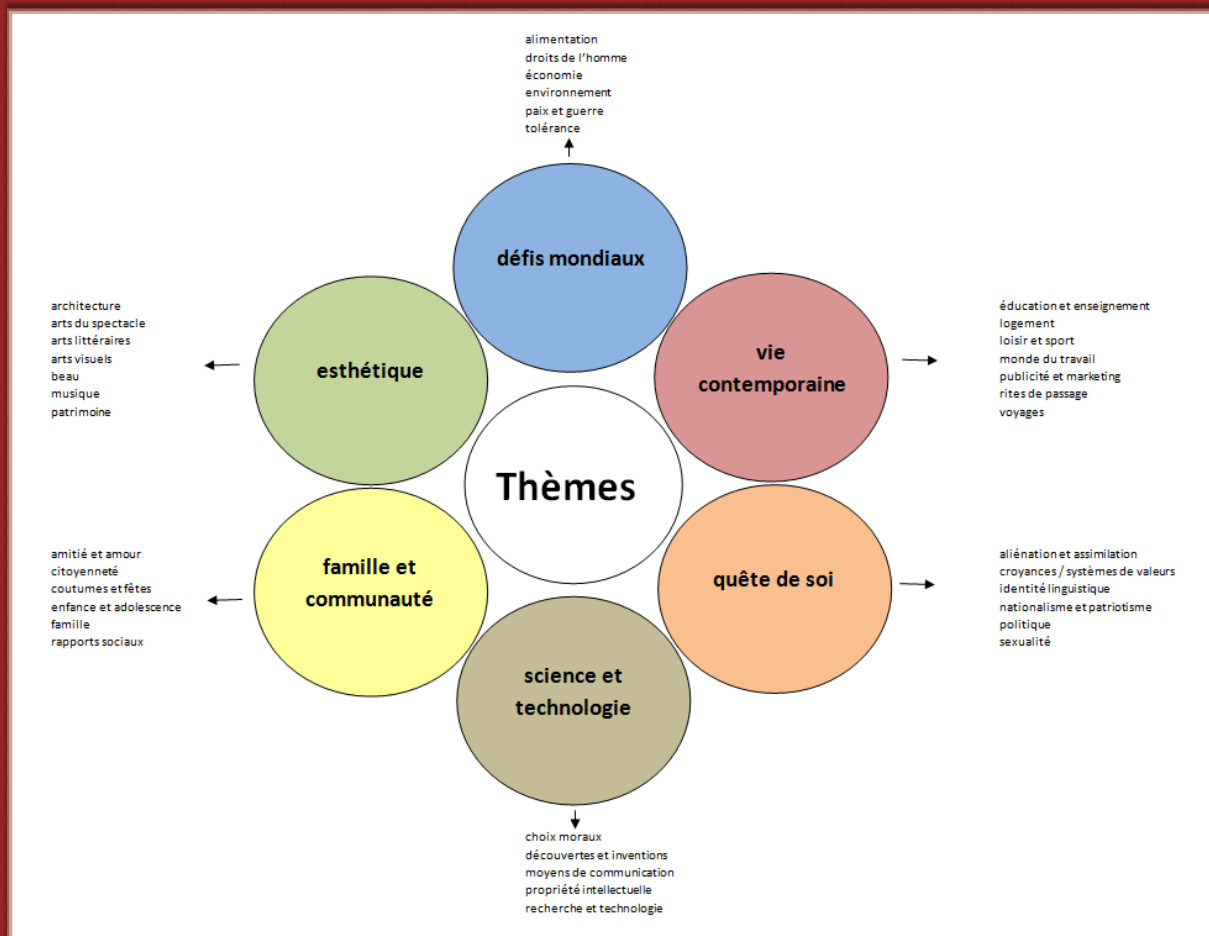 alimentation
droits de l'homme
économie
environnement
paix et guerre
tolérance
défis mondiaux
architecture
arts du spectacle
arts littéraires
arts visuels
beau
musique
patrimoine
esthétique
vie
contemporaine
éducation et enseignement
logement
loisir et sport
monde du travail
publicité et marketing
rites de passage
voyages
Thèmes
amitié et amour
citoyenneté
coutumes et fêtes
enfance et adolescence
famille
rapports sociaux
famille et
communauté
quête de soi
aliénation et assimilation
croyances / systèmes de valeurs
identité linguistique
nationalisme et patriotisme
politique
sexualité
science et
technologie
choix moraux
découvertes et inventions
moyens de communication
propriété intellectuelle
recherche et technologie